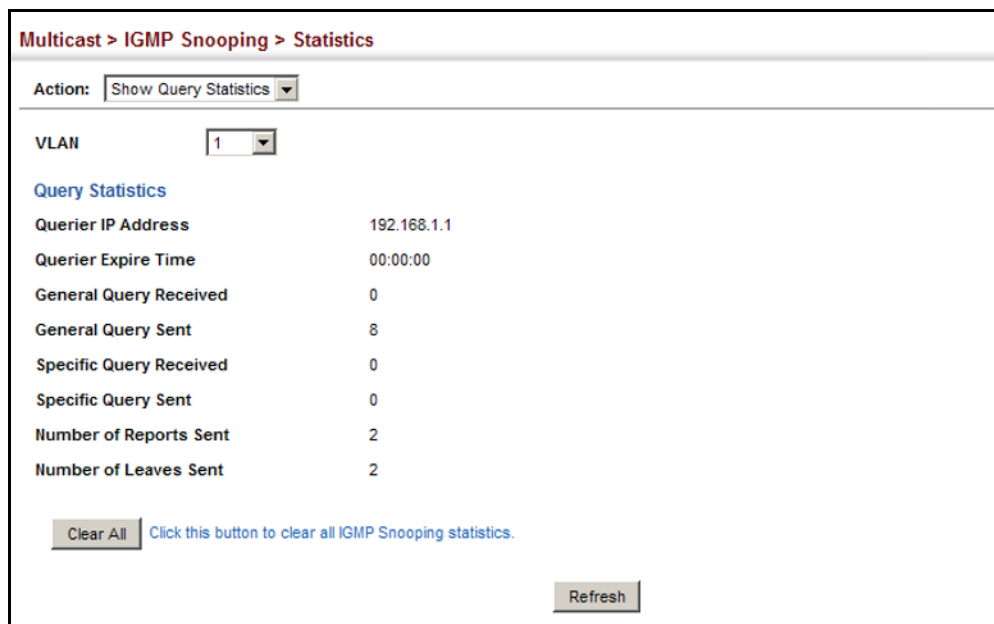 Multicast > IGMP Snooping > Statistics
Action: Show Query Statistics
VLAN 1
Query Statistics
Querier IP Address 192.168.1.1
Querier Expire Time 00:00:00
General Query Received 0
General Query Sent 8
Specific Query Received 0
Specific Query Sent 0
Number of Reports Sent 2
Number of Leaves Sent 2
Clear All Click this button to clear all IGMP Snooping statistics.
Refresh